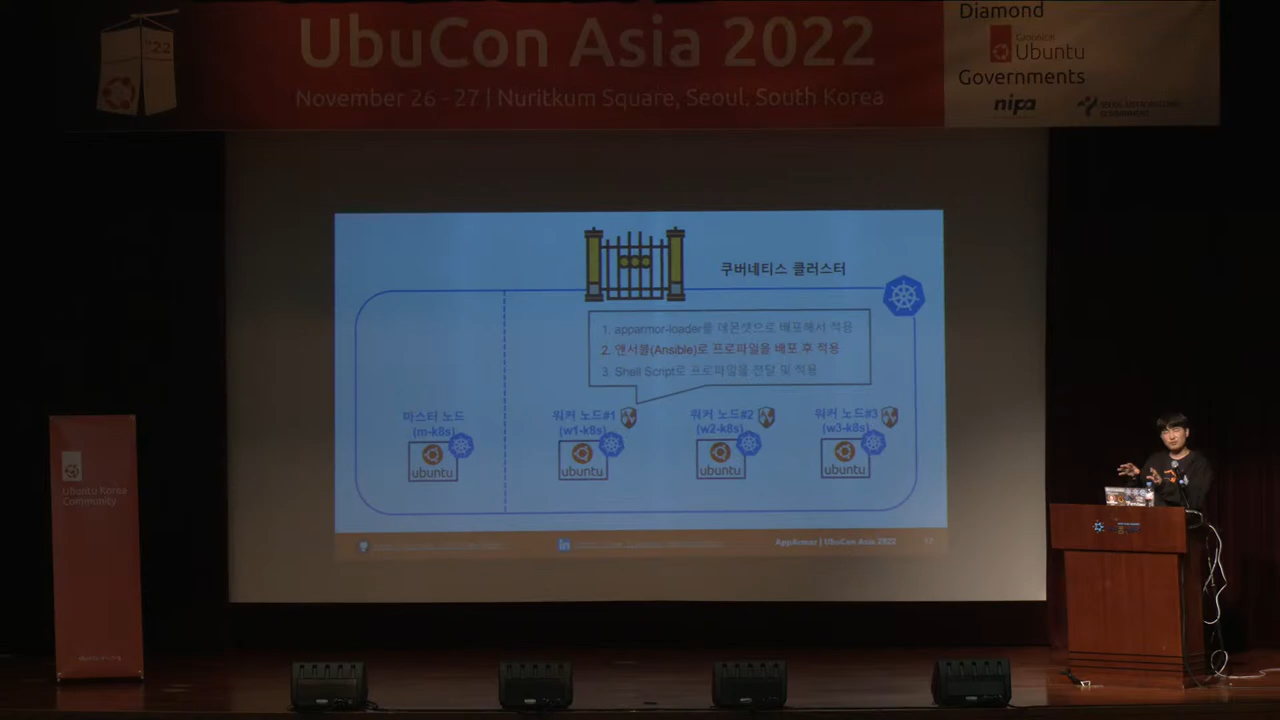 UbuCon Asia 2022
November 26 - 27 | Nuritkum Square, Seoul, South Korea
'22
Diamond
Canonical
Ubuntu
Governments
nipa
쿠버네티스 클러스터
1. apparmor-loader를 데몬셋으로 배포해서 적용
2. 앤서블(Ansible)로 프로파일을 배포 후 적용
3. Shell Script로 프로파일을 전달 및 적용
마스터 노드
(m-k8s)
ubuntu
워커 노드#1
(w1-k8s)
ubuntu
워커 노드#2
(w2-k8s)
ubuntu
워커 노드#3
(w3-k8s)
ubuntu
in
AppArmor | UbuCon Asia 2022
Ubuntu Korea
Community